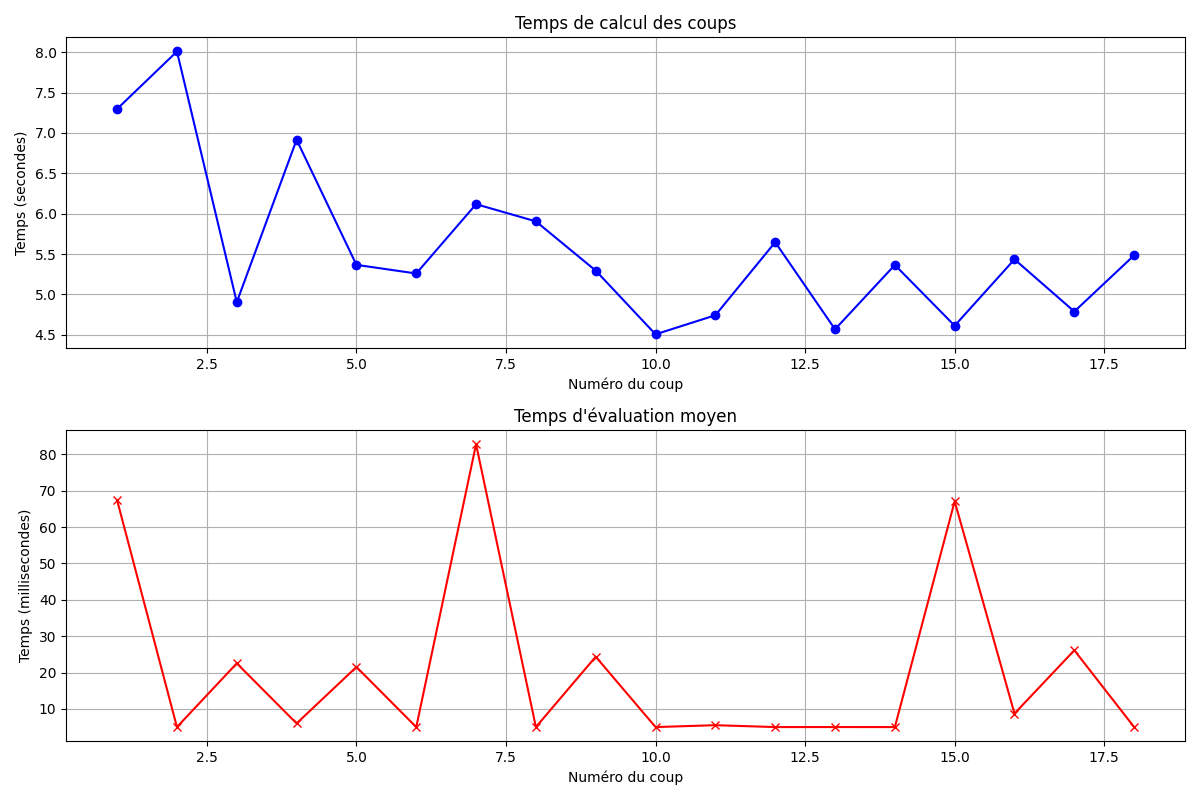 Temps de calcul des coups
Temps (secondes)
8.0
7.5
7.0
6.5
6.0
5.5
5.0
4.5
2.5 5.0 7.5 10.0 12.5 15.0 17.5
Numéro du coup
Temps d'évaluation moyen
Temps (millisecondes)
80
70
60
50
40
30
20
10
2.5 5.0 7.5 10.0 12.5 15.0 17.5
Numéro du coup